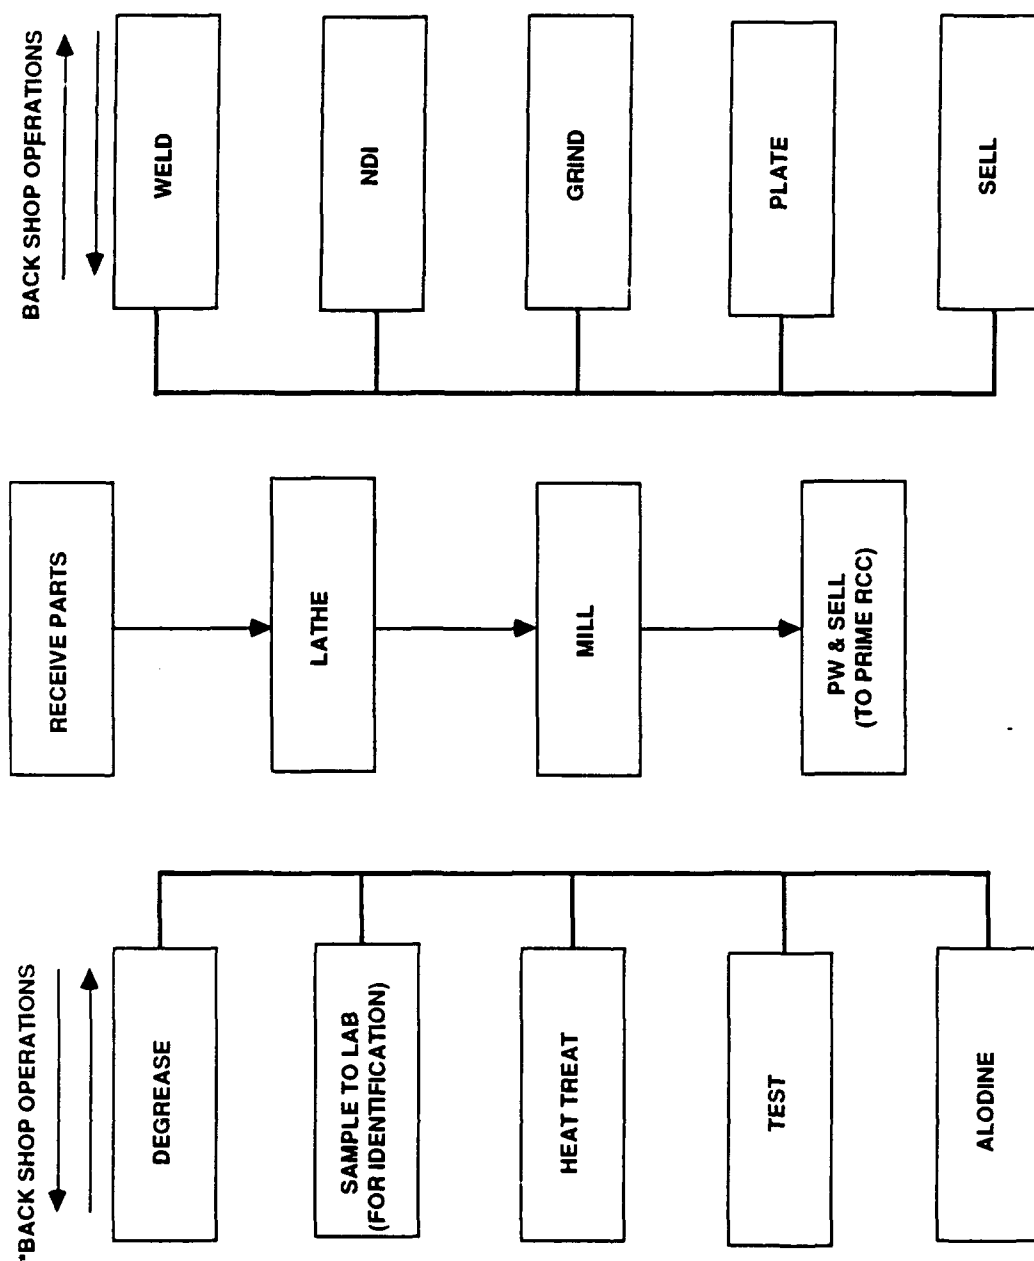 *BACK SHOP OPERATIONS
DEGREASE
SAMPLE TO LAB
(FOR IDENTIFICATION)
HEAT TREAT
TEST
ALODINE
RECEIVE PARTS
LATHE
MILL
PW & SELL
(TO PRIME RCC)
BACK SHOP OPERATIONS
WELD
NDI
GRIND
PLATE
SELL